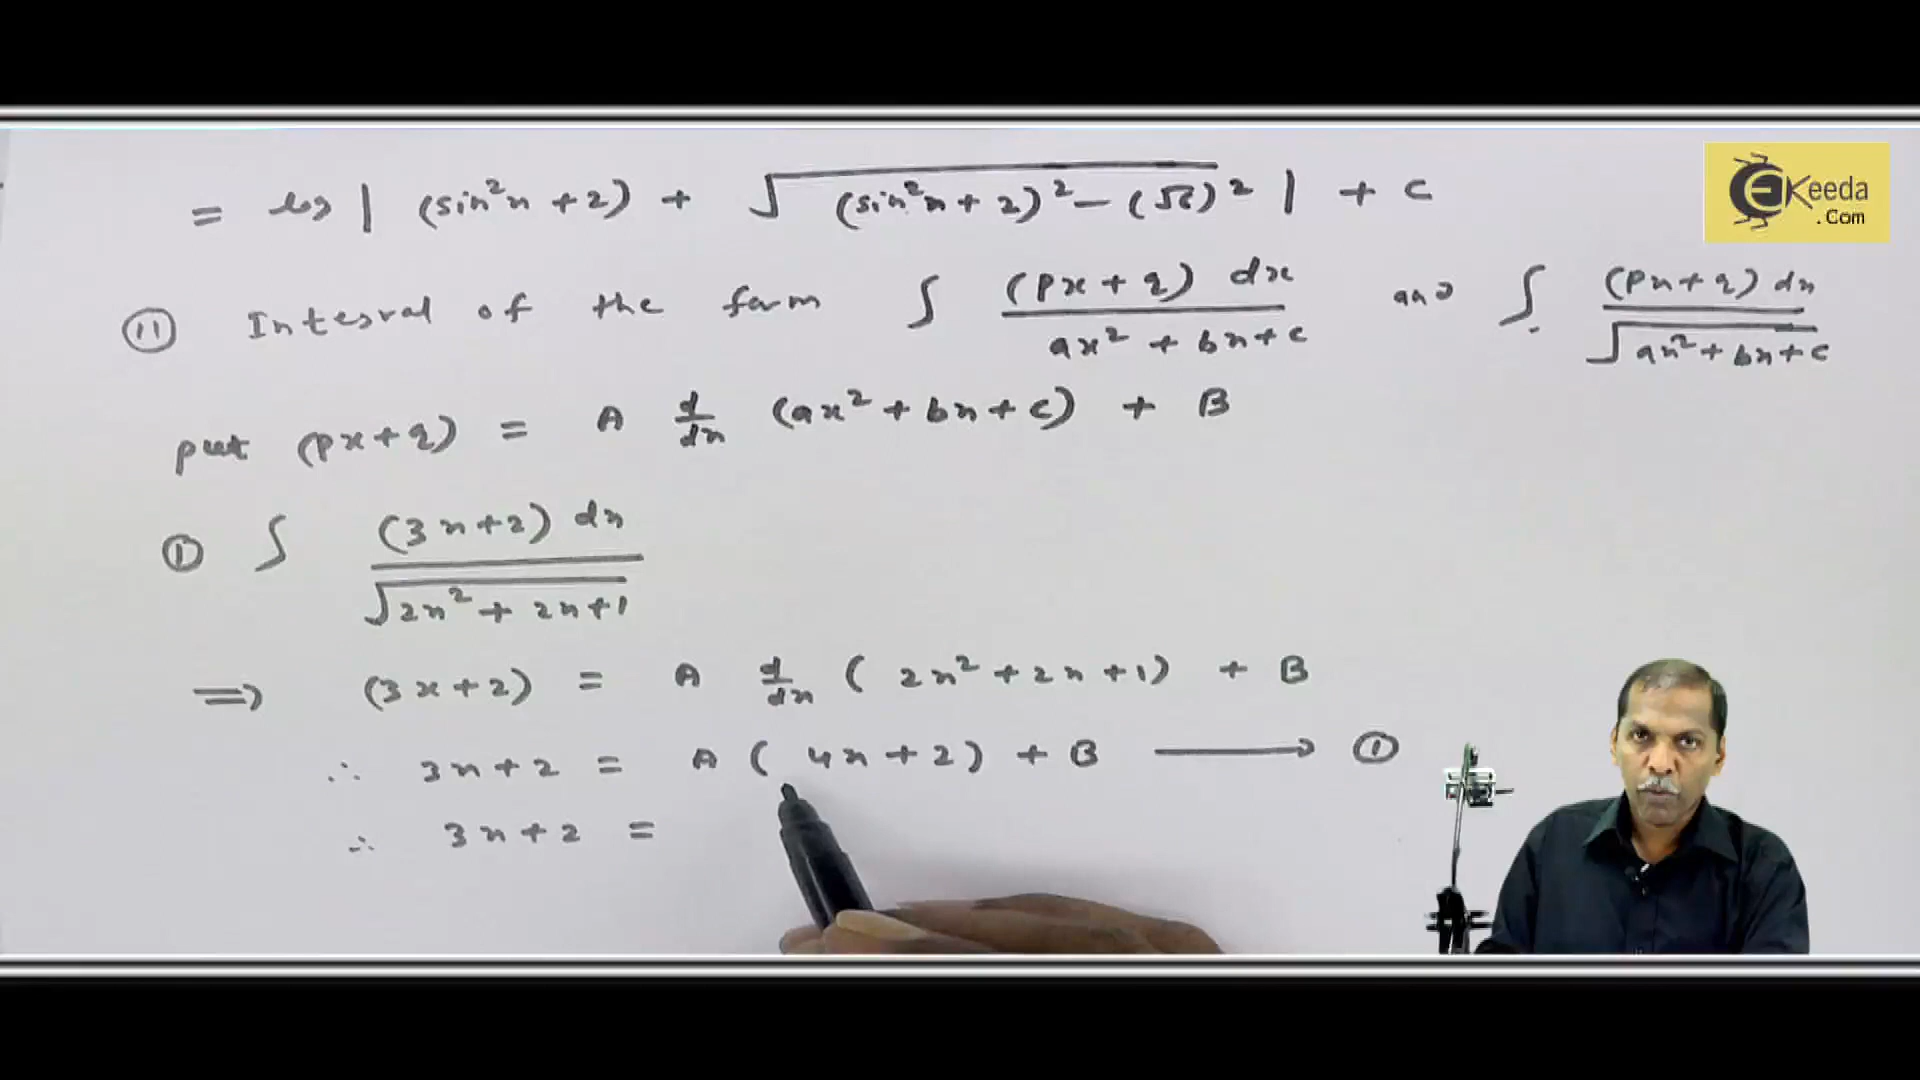 = log | (sin²x + 2) + √(sin²x + 2)² − (√6)² | + c
EKeeda .Com
⑪ Integral of the form ∫ (px + q) dx / ax² + bx + c and ∫ (px + q) dx / √ax² + bx + c
put (px + q) = A d/dx (ax² + bx + c) + B
① ∫ (3x + 2) dx / √2x² + 2x + 1
⇒ (3x + 2) = A d/dx ( 2x² + 2x + 1) + B
∴ 3x + 2 = A ( 4x + 2) + B ⟶ ①
∴ 3x + 2 =